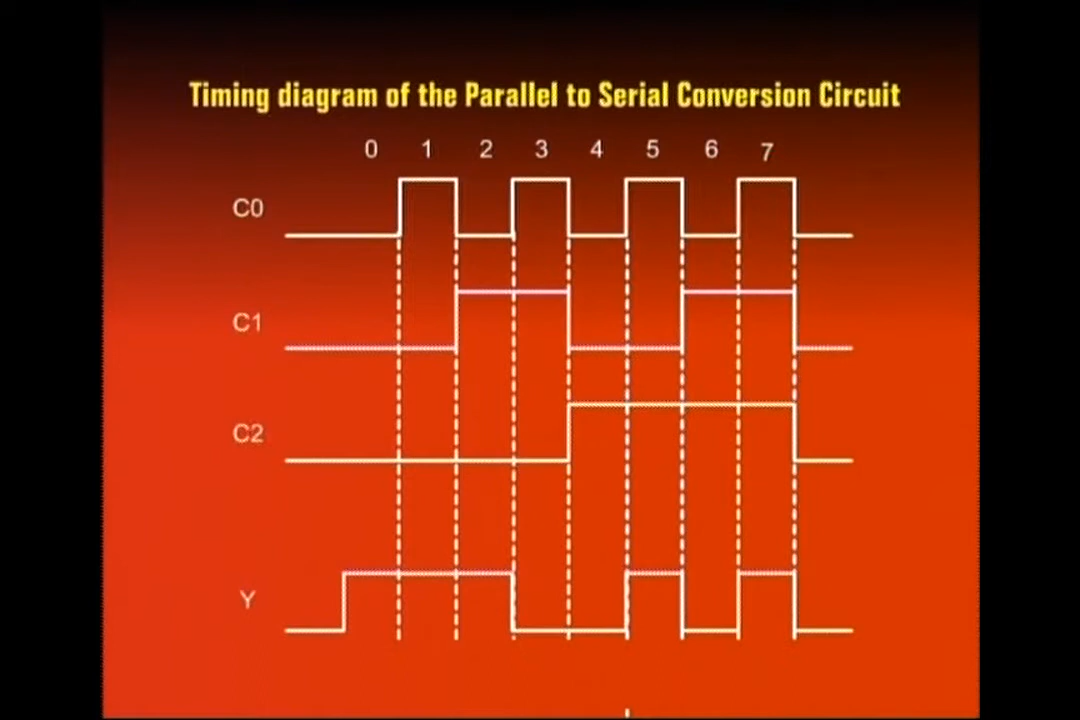 Timing diagram of the Parallel to Serial Conversion Circuit
0 1 2 3 4 5 6 7
C0
C1
C2
Y